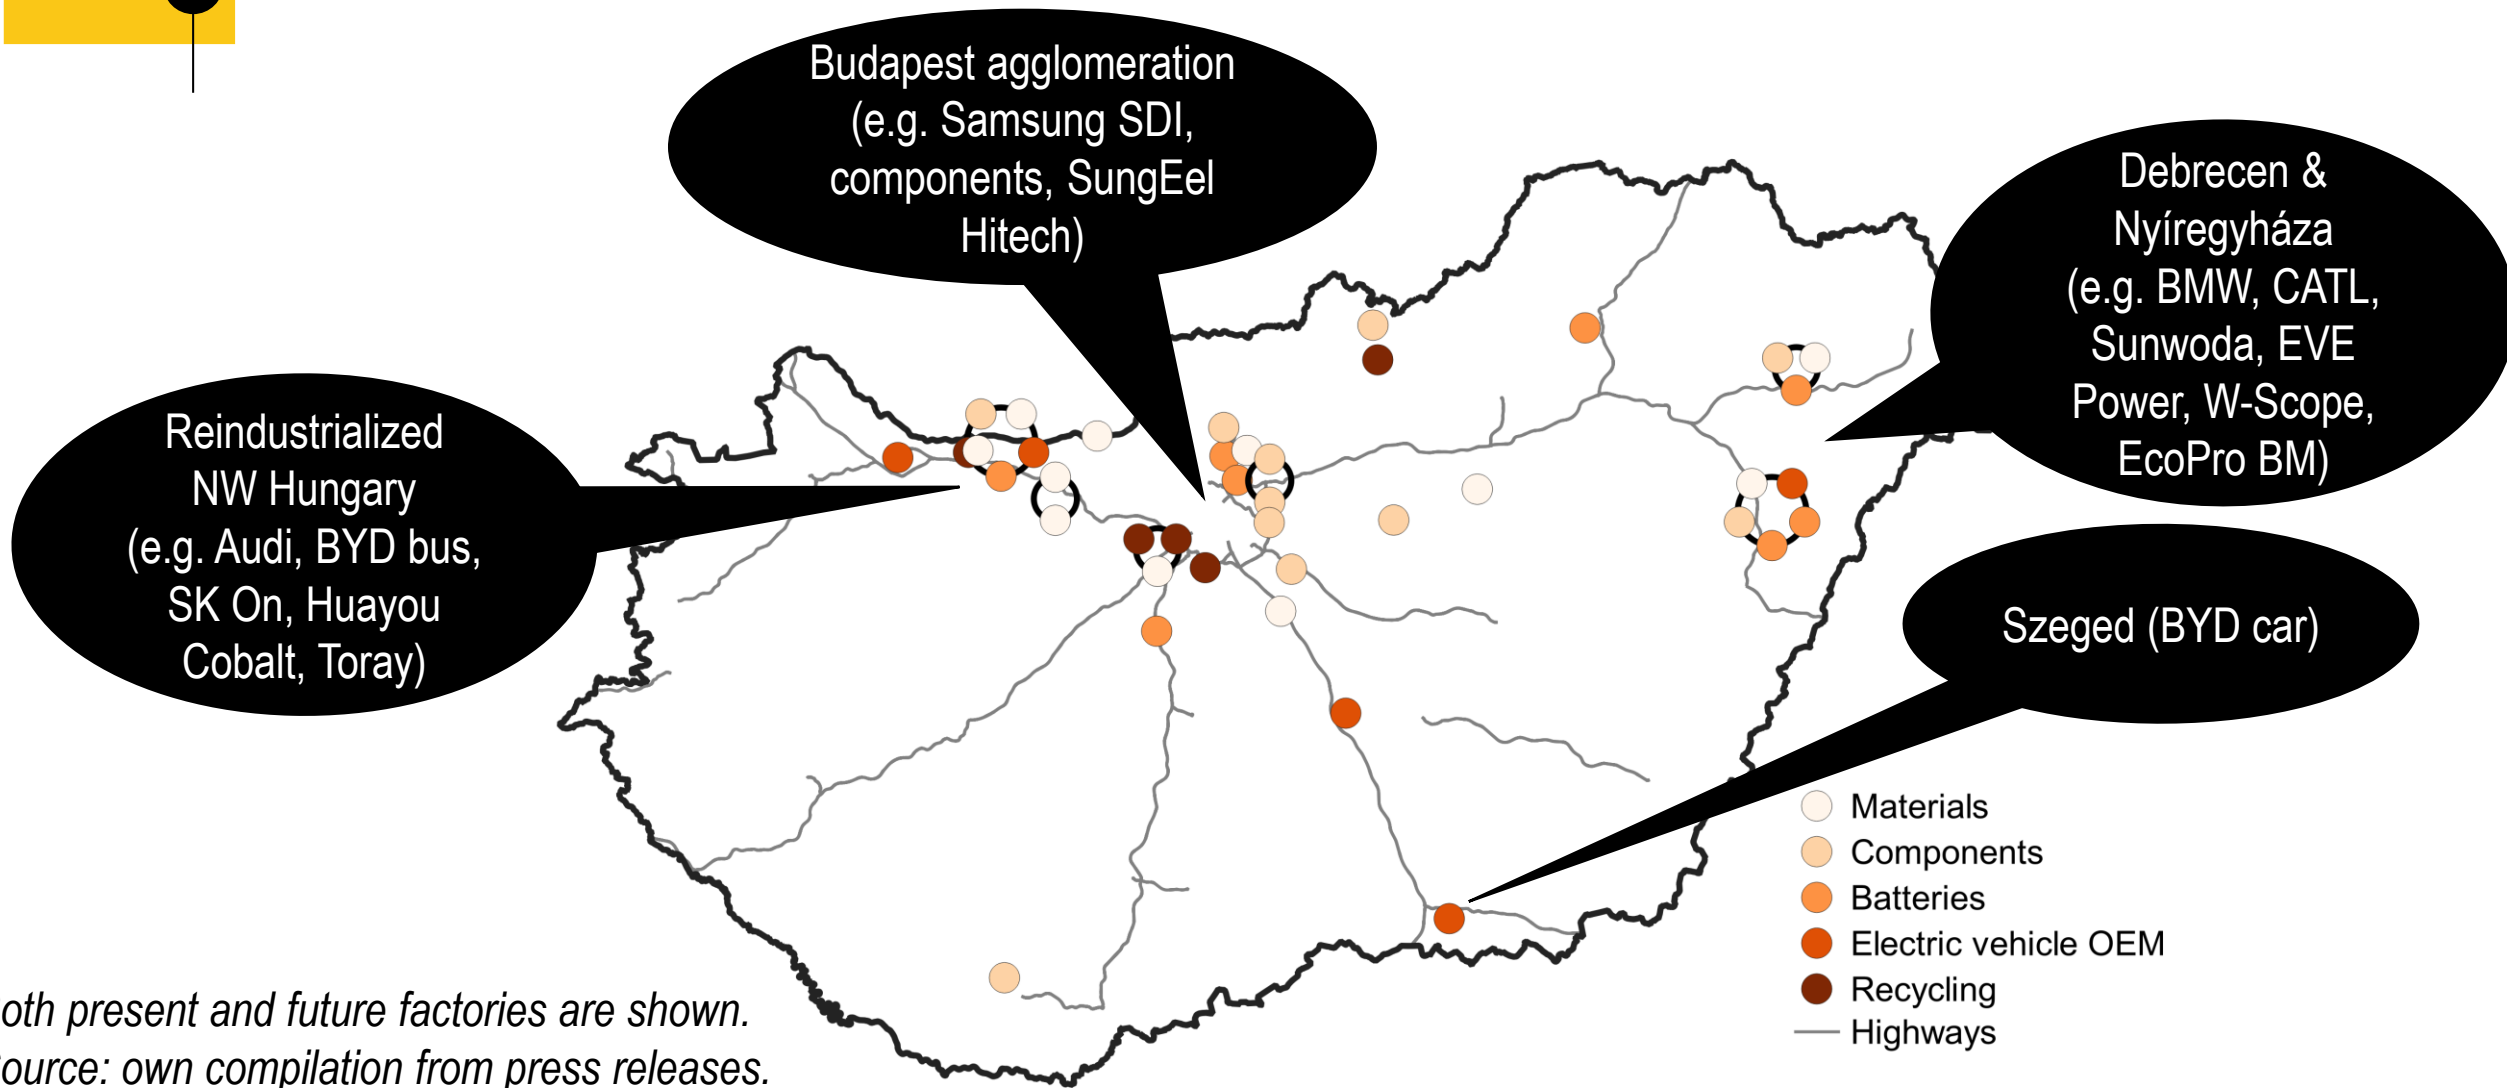 Budapest agglomeration
(e.g. Samsung SDI,
components, SungEel
Hitech)
Debrecen &
Nyíregyháza
(e.g. BMW, CATL,
Sunwoda, EVE
Power, W-Scope,
EcoPro BM)
Reindustrialized
NW Hungary
(e.g. Audi, BYD bus,
SK On, Huayou
Cobalt, Toray)
Szeged (BYD car)
Materials
Components
Batteries
Electric vehicle OEM
Recycling
Highways
oth present and future factories are shown.
ource: own compilation from press releases.